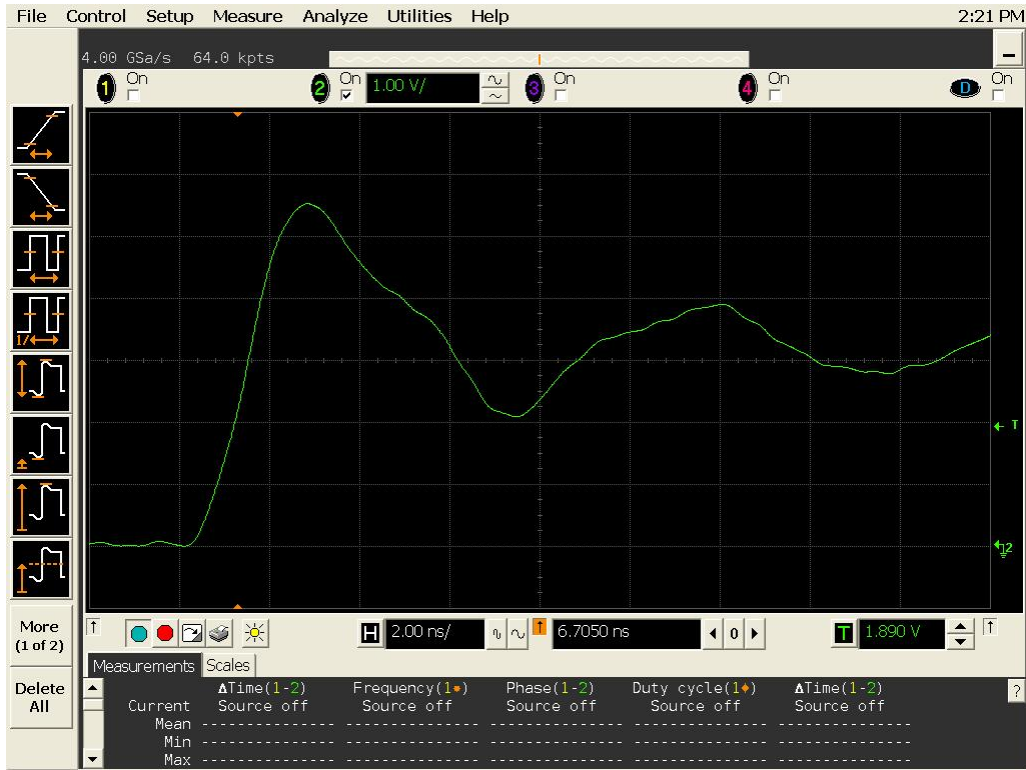 File Control Setup Measure Analyze Utilities Help 2:21 PM
4.00 GSa/s 64.0 kpts
1 On 2 On 1.00 V/ 3 On 4 On D On
T
2
1/
More
(1 of 2)
Delete
All
H 2.00 ns/ 6.7050 ns 0 T 1.890 V
Measurements Scales
ΔTime(1-2) Frequency(1) Phase(1-2) Duty cycle(1) ΔTime(1-2) ?
Current Source off Source off Source off Source off Source off
Mean -------------- -------------- -------------- -------------- --------------
Min -------------- -------------- -------------- -------------- --------------
Max -------------- -------------- -------------- -------------- --------------